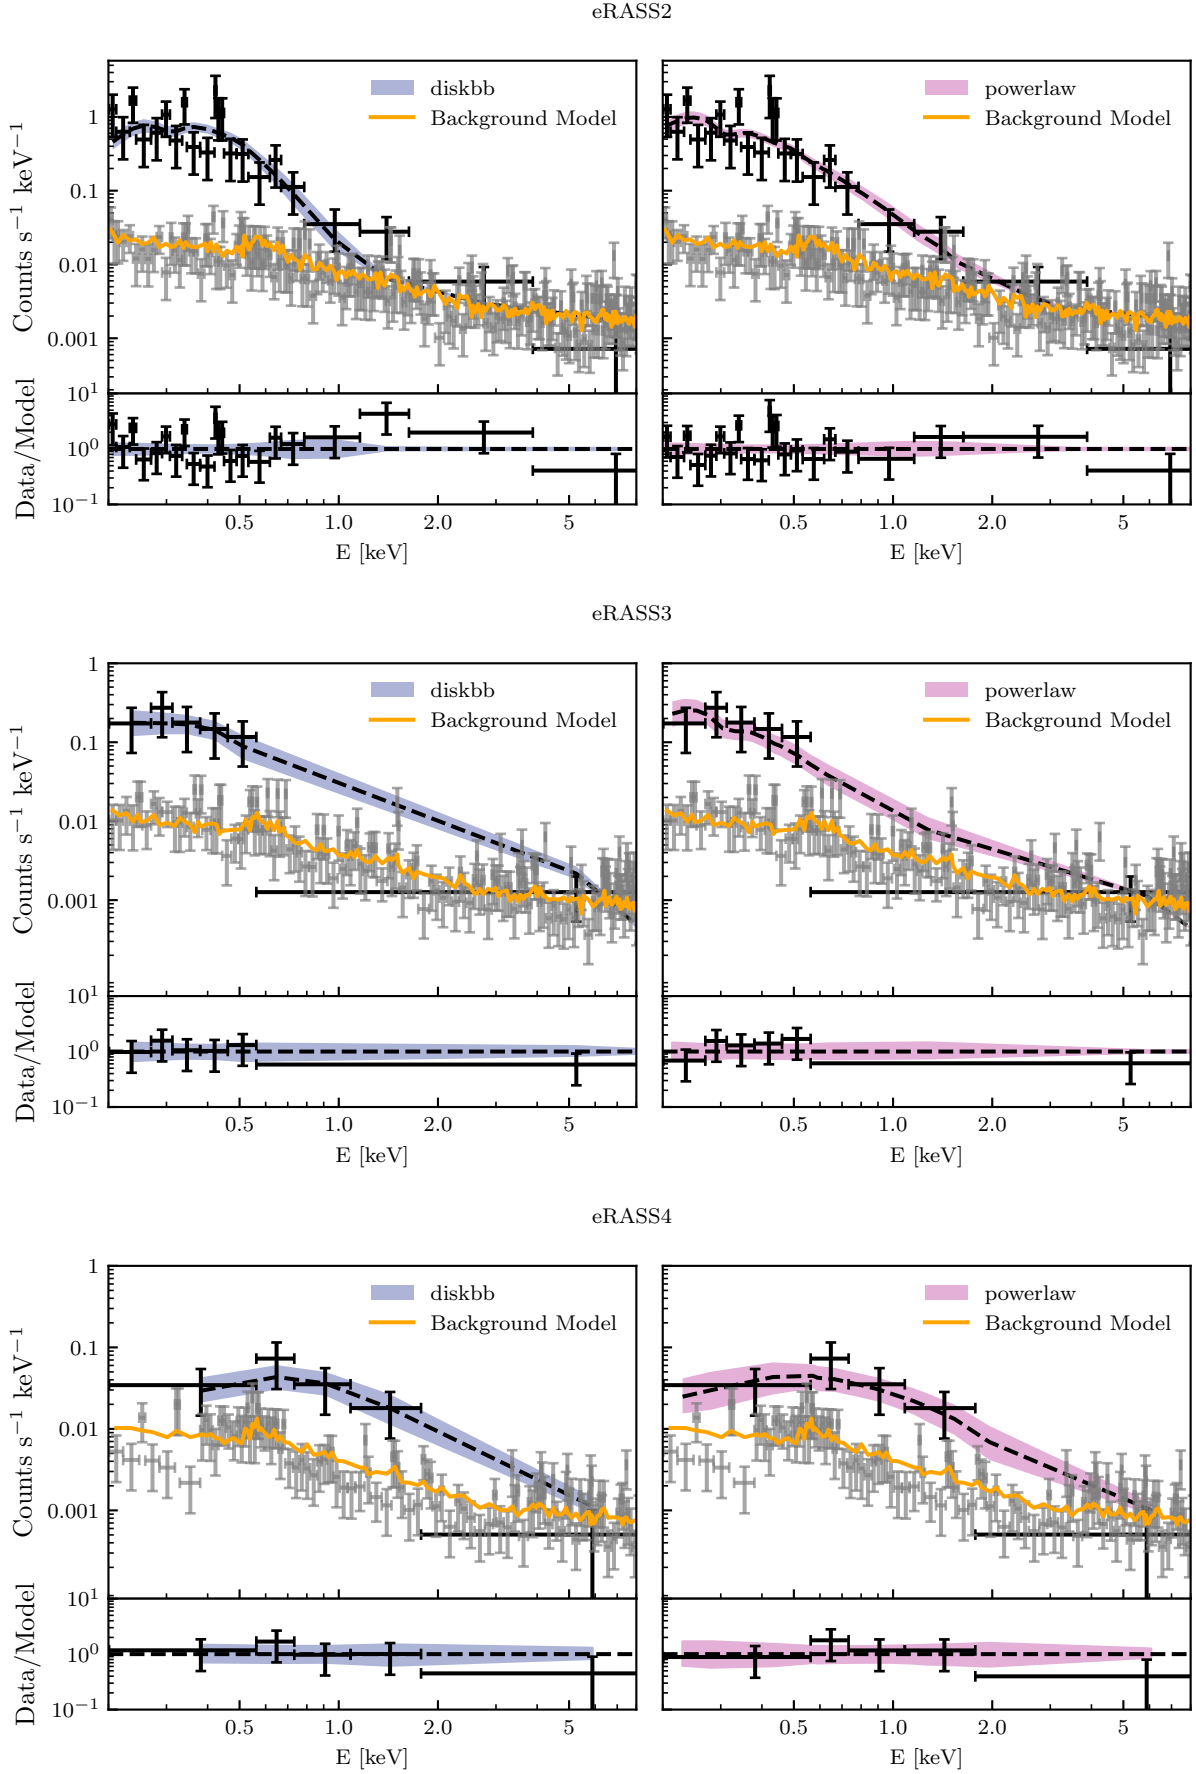 eRASS2
diskbb
Background Model
powerlaw
Background Model
Counts s⁻¹ keV⁻¹
1
0.1
0.01
0.001
Data/Model
10¹
10⁰
10⁻¹
0.5 1.0 2.0 5
0.5 1.0 2.0 5
E [keV]
E [keV]
eRASS3
diskbb
Background Model
powerlaw
Background Model
Counts s⁻¹ keV⁻¹
1
0.1
0.01
0.001
Data/Model
10¹
10⁰
10⁻¹
0.5 1.0 2.0 5
0.5 1.0 2.0 5
E [keV]
E [keV]
eRASS4
diskbb
Background Model
powerlaw
Background Model
Counts s⁻¹ keV⁻¹
1
0.1
0.01
0.001
Data/Model
10¹
10⁰
10⁻¹
0.5 1.0 2.0 5
0.5 1.0 2.0 5
E [keV]
E [keV]